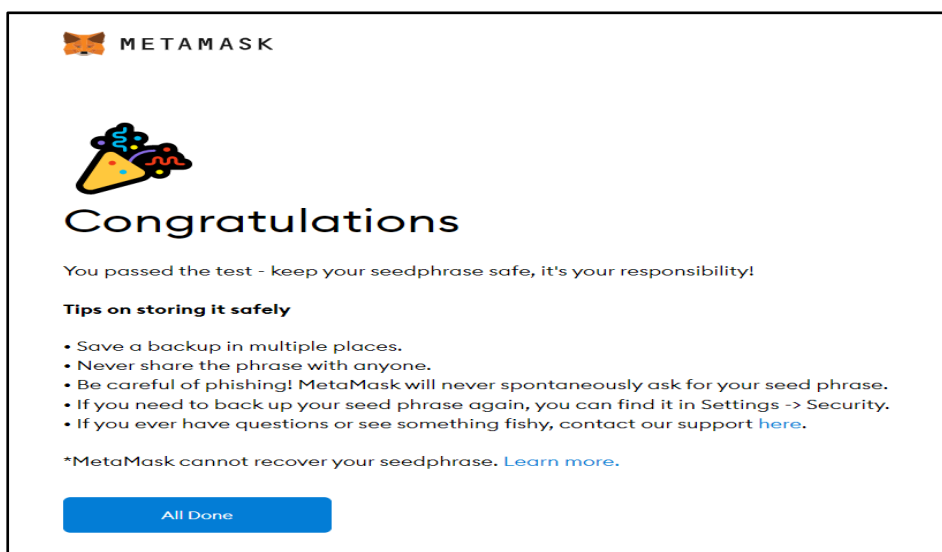 METAMASK
Congratulations
You passed the test - keep your seedphrase safe, it's your responsibility!
Tips on storing it safely
• Save a backup in multiple places.
• Never share the phrase with anyone.
• Be careful of phishing! MetaMask will never spontaneously ask for your seed phrase.
• If you need to back up your seed phrase again, you can find it in Settings -> Security.
• If you ever have questions or see something fishy, contact our support here.
*MetaMask cannot recover your seedphrase. Learn more.
All Done